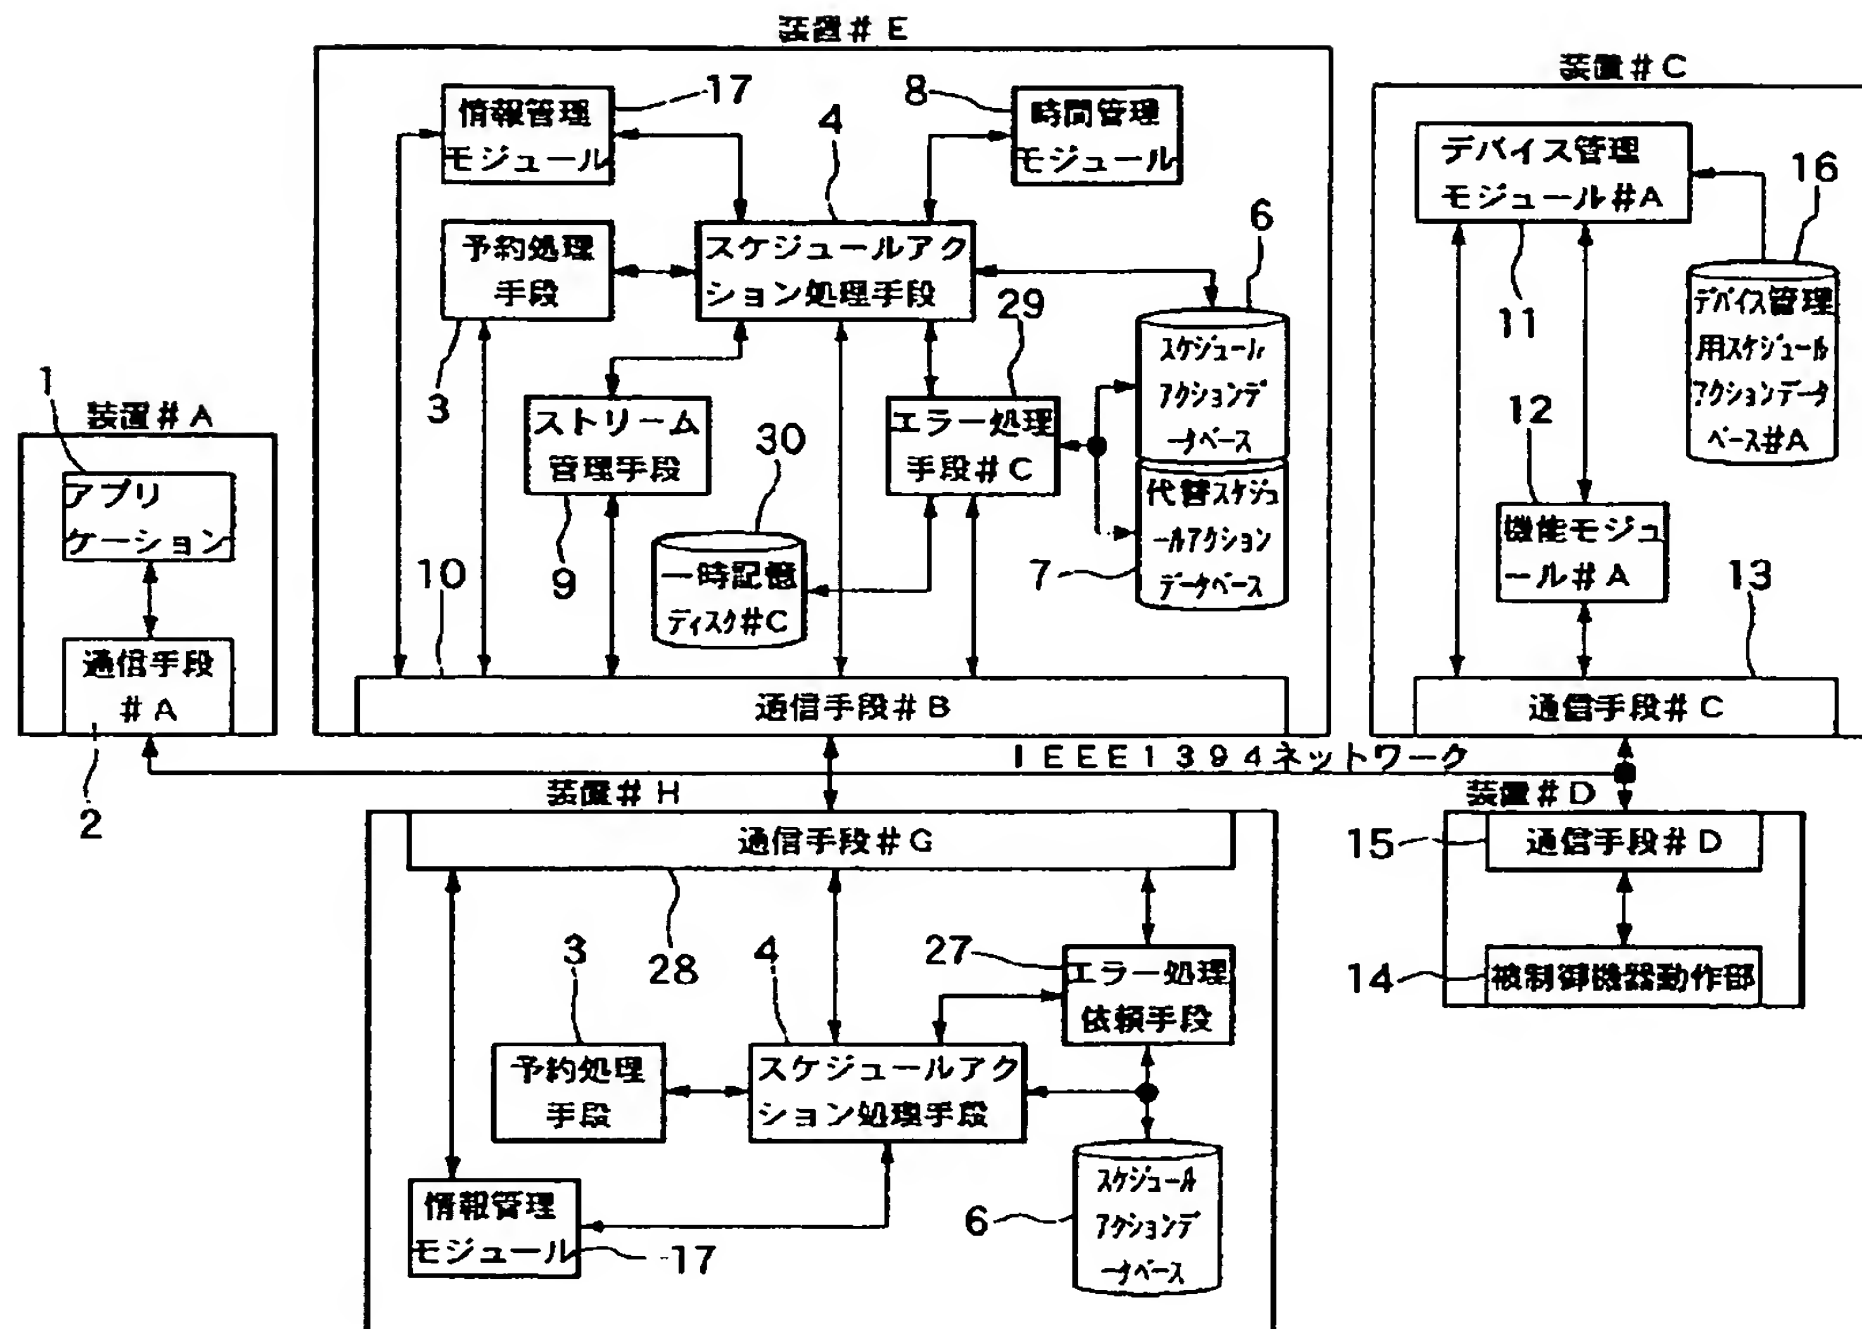 装置＃E
情報管理
モジュール
17
8
時間管理
モジュール
4
予約処理
手段
3
スケジュールアク
ション処理手段
6
29
スケジュール
アクションデ
ータベース
ストリーム
管理手段
9
エラー処理
手段＃C
30
一時記憶
ディスク＃C
代替スケジュ
ールアクション
データベース
7
10
通信手段＃B
装置＃A
1
アプリ
ケーション
通信手段
＃A
2
装置＃C
デバイス管理
モジュール＃A
16
11
デバイス管理
用スケジュール
アクションデータ
ベース＃A
12
機能モジュ
ール＃A
13
通信手段＃C
IEEE1394ネットワーク
装置＃H
通信手段＃G
28
3
4
27
エラー処理
依頼手段
予約処理
手段
スケジュールアク
ション処理手段
情報管理
モジュール
17
6
スケジュール
アクションデ
ータベース
装置＃D
15
通信手段＃D
14
被制御機器動作部